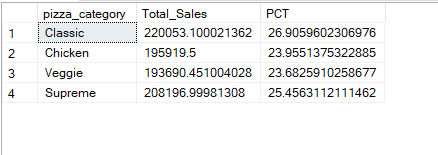 pizza_category Total_Sales PCT
1 Classic 220053.100021362 26.9059602306976
2 Chicken 195919.5 23.9551375322885
3 Veggie 193690.451004028 23.6825910258677
4 Supreme 208196.99981308 25.4563112111462